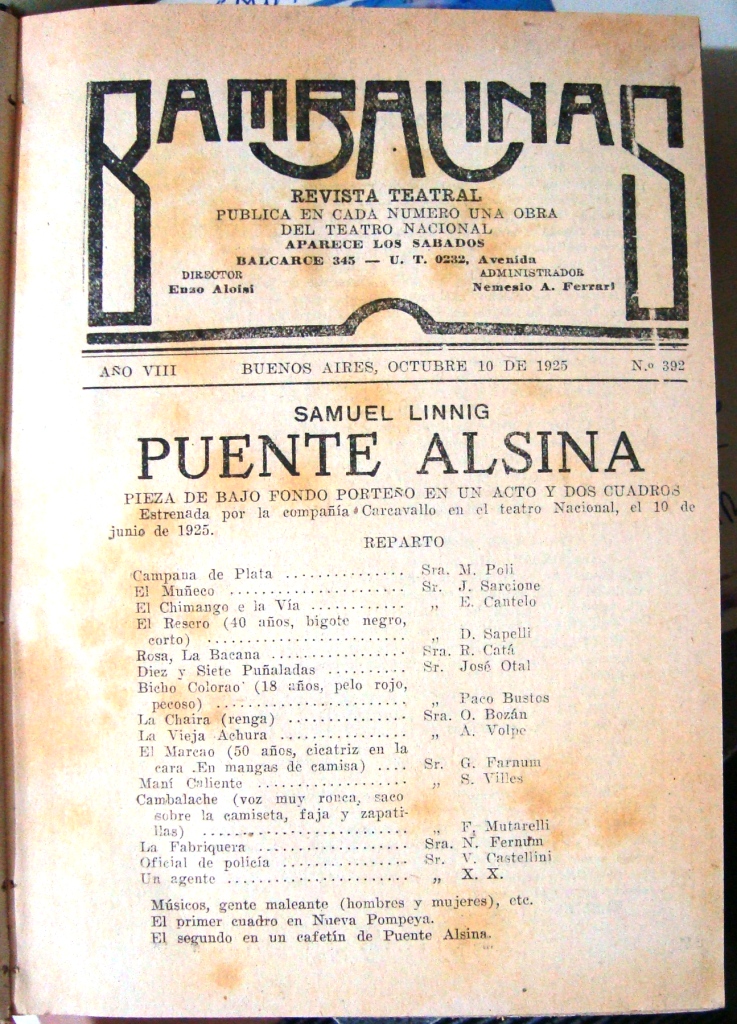 BAMBALINAS
REVISTA TEATRAL
PUBLICA EN CADA NUMERO UNA OBRA
DEL TEATRO NACIONAL
APARECE LOS SABADOS
BALCARCE 345 — U. T. 0232, Avenida
DIRECTOR ADMINISTRADOR
Enzo Aloisi Nemesio A. Ferrari
AÑO VIII BUENOS AIRES, OCTUBRE 10 DE 1925 N.o 392
SAMUEL LINNIG
PUENTE ALSINA
PIEZA DE BAJO FONDO PORTEÑO EN UN ACTO Y DOS CUADROS
Estrenada por la compañía Carcavallo en el teatro Nacional, el 10 de
junio de 1925.
REPARTO
Campana de Plata .............. Sra. M. Poli
El Muñeco ..................... Sr. J. Sarcione
El Chimango e la Vía ........... „ E. Cantelo
El Resero (40 años, bigote negro,
corto) ........................ „ D. Sapelli
Rosa, La Bacana ................ Sra. R. Catá
Diez y Siete Puñaladas .......... Sr. José Otal
Bicho Colorao (18 años, pelo rojo,
pecoso) ....................... „ Paco Bustos
La Chaira (renga) .............. Sra. O. Bozán
La Vieja Achura ............... „ A. Volpe
El Marcao (50 años, cicatriz en la
cara .En mangas de camisa) .... Sr. G. Farnum
Maní Caliente .................. „ S. Villes
Cambalache (voz muy ronca, saco
sobre la camiseta, faja y zapati-
llas) ......................... „ F. Mutarelli
La Fabriquera .................. Sra. N. Fernum
Oficial de policía ............... Sr. V. Castellini
Un agente ...................... „ X. X.
Músicos, gente maleante (hombres y mujeres), etc.
El primer cuadro en Nueva Pompeya.
El segundo en un cafetín de Puente Alsina.